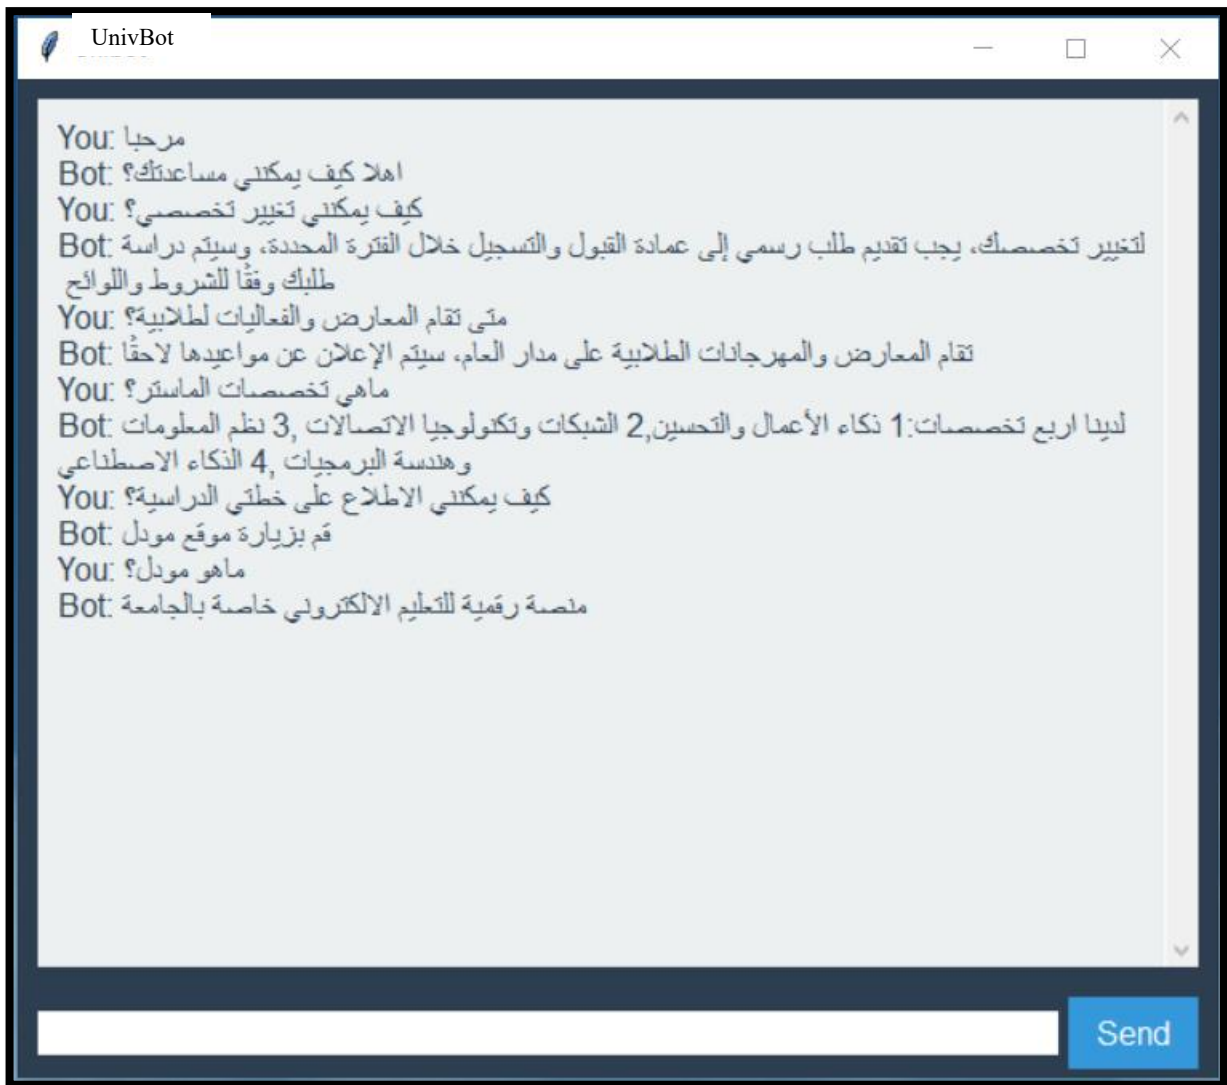 UnivBot
You: مرحبا
Bot: اهلا كيف يمكنني مساعدتك؟
You: كيف يمكنني تغيير تخصصي؟
Bot: لتغيير تخصصك، يجب تقديم طلب رسمي إلى عمادة القبول والتسجيل خلال الفترة المحددة، وسيتم دراسة
طلبك وفقًا للشروط واللوائح
You: متى تقام المعارض والفعاليات لطلابية؟
Bot: تقام المعارض والمهرجانات الطلابية على مدار العام، سيتم الإعلان عن مواعيدها لاحقًا
You: ماهي تخصصات الماستر؟
Bot: لدينا اربع تخصصات:1 ذكاء الأعمال والتحسين,2 الشبكات وتكنولوجيا الاتصالات ,3 نظم المعلومات
وهندسة البرمجيات ,4 الذكاء الاصطناعي
You: كيف يمكنني الاطلاع على خطتي الدراسية؟
Bot: قم بزيارة موقع مودل
You: ماهو مودل؟
Bot: منصة رقمية للتعليم الالكتروني خاصة بالجامعة
Send